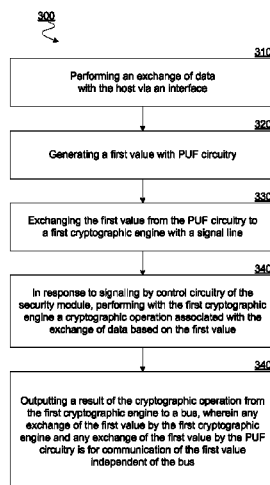 300
310
Performing an exchange of data
with the host via an interface
320
Generating a first value with PUF circuitry
330
Exchanging the first value from the PUF circuitry
to a first cryptographic engine with a signal line
340
In response to signaling by control circuitry of the
security module, performing with the first cryptographic
engine a cryptographic operation associated with the
exchange of data based on the first value
340
Outputting a result of the cryptographic operation from
the first cryptographic engine to a bus, wherein any
exchange of the first value by the first cryptographic
engine and any exchange of the first value by the PUF
circuitry is for communication of the first value
independent of the bus